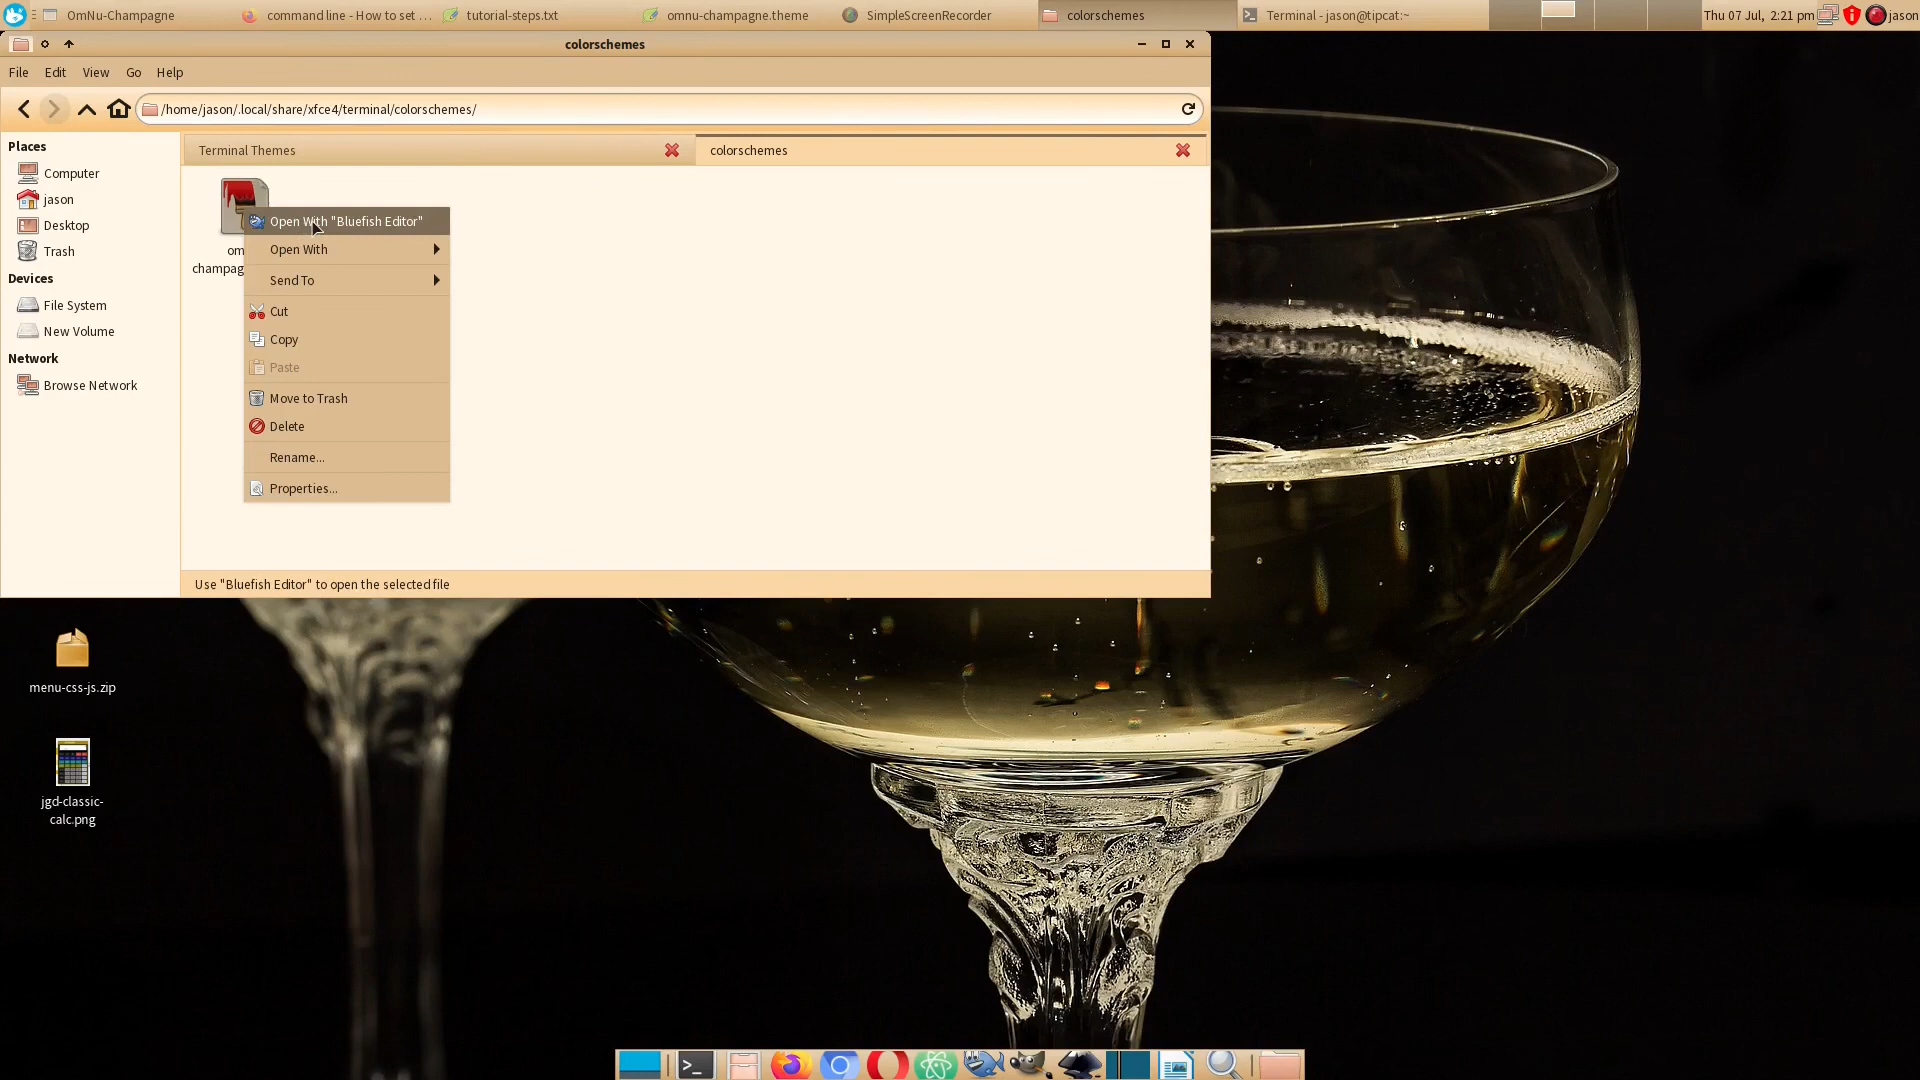 OmNu-Champagne
command line - How to set ...
tutorial-steps.txt
omnu-champagne.theme
SimpleScreenRecorder
colorschemes
Terminal - jason@tipcat:~
Thu 07 Jul, 2:21 pm
jason
colorschemes
File Edit View Go Help
/home/jason/.local/share/xfce4/terminal/colorschemes/
Places
Computer
jason
Desktop
Trash
Devices
File System
New Volume
Network
Browse Network
Terminal Themes
colorschemes
om
champag
Open With "Bluefish Editor"
Open With
Send To
Cut
Copy
Paste
Move to Trash
Delete
Rename...
Properties...
Use "Bluefish Editor" to open the selected file
menu-css-js.zip
jgd-classic-
calc.png